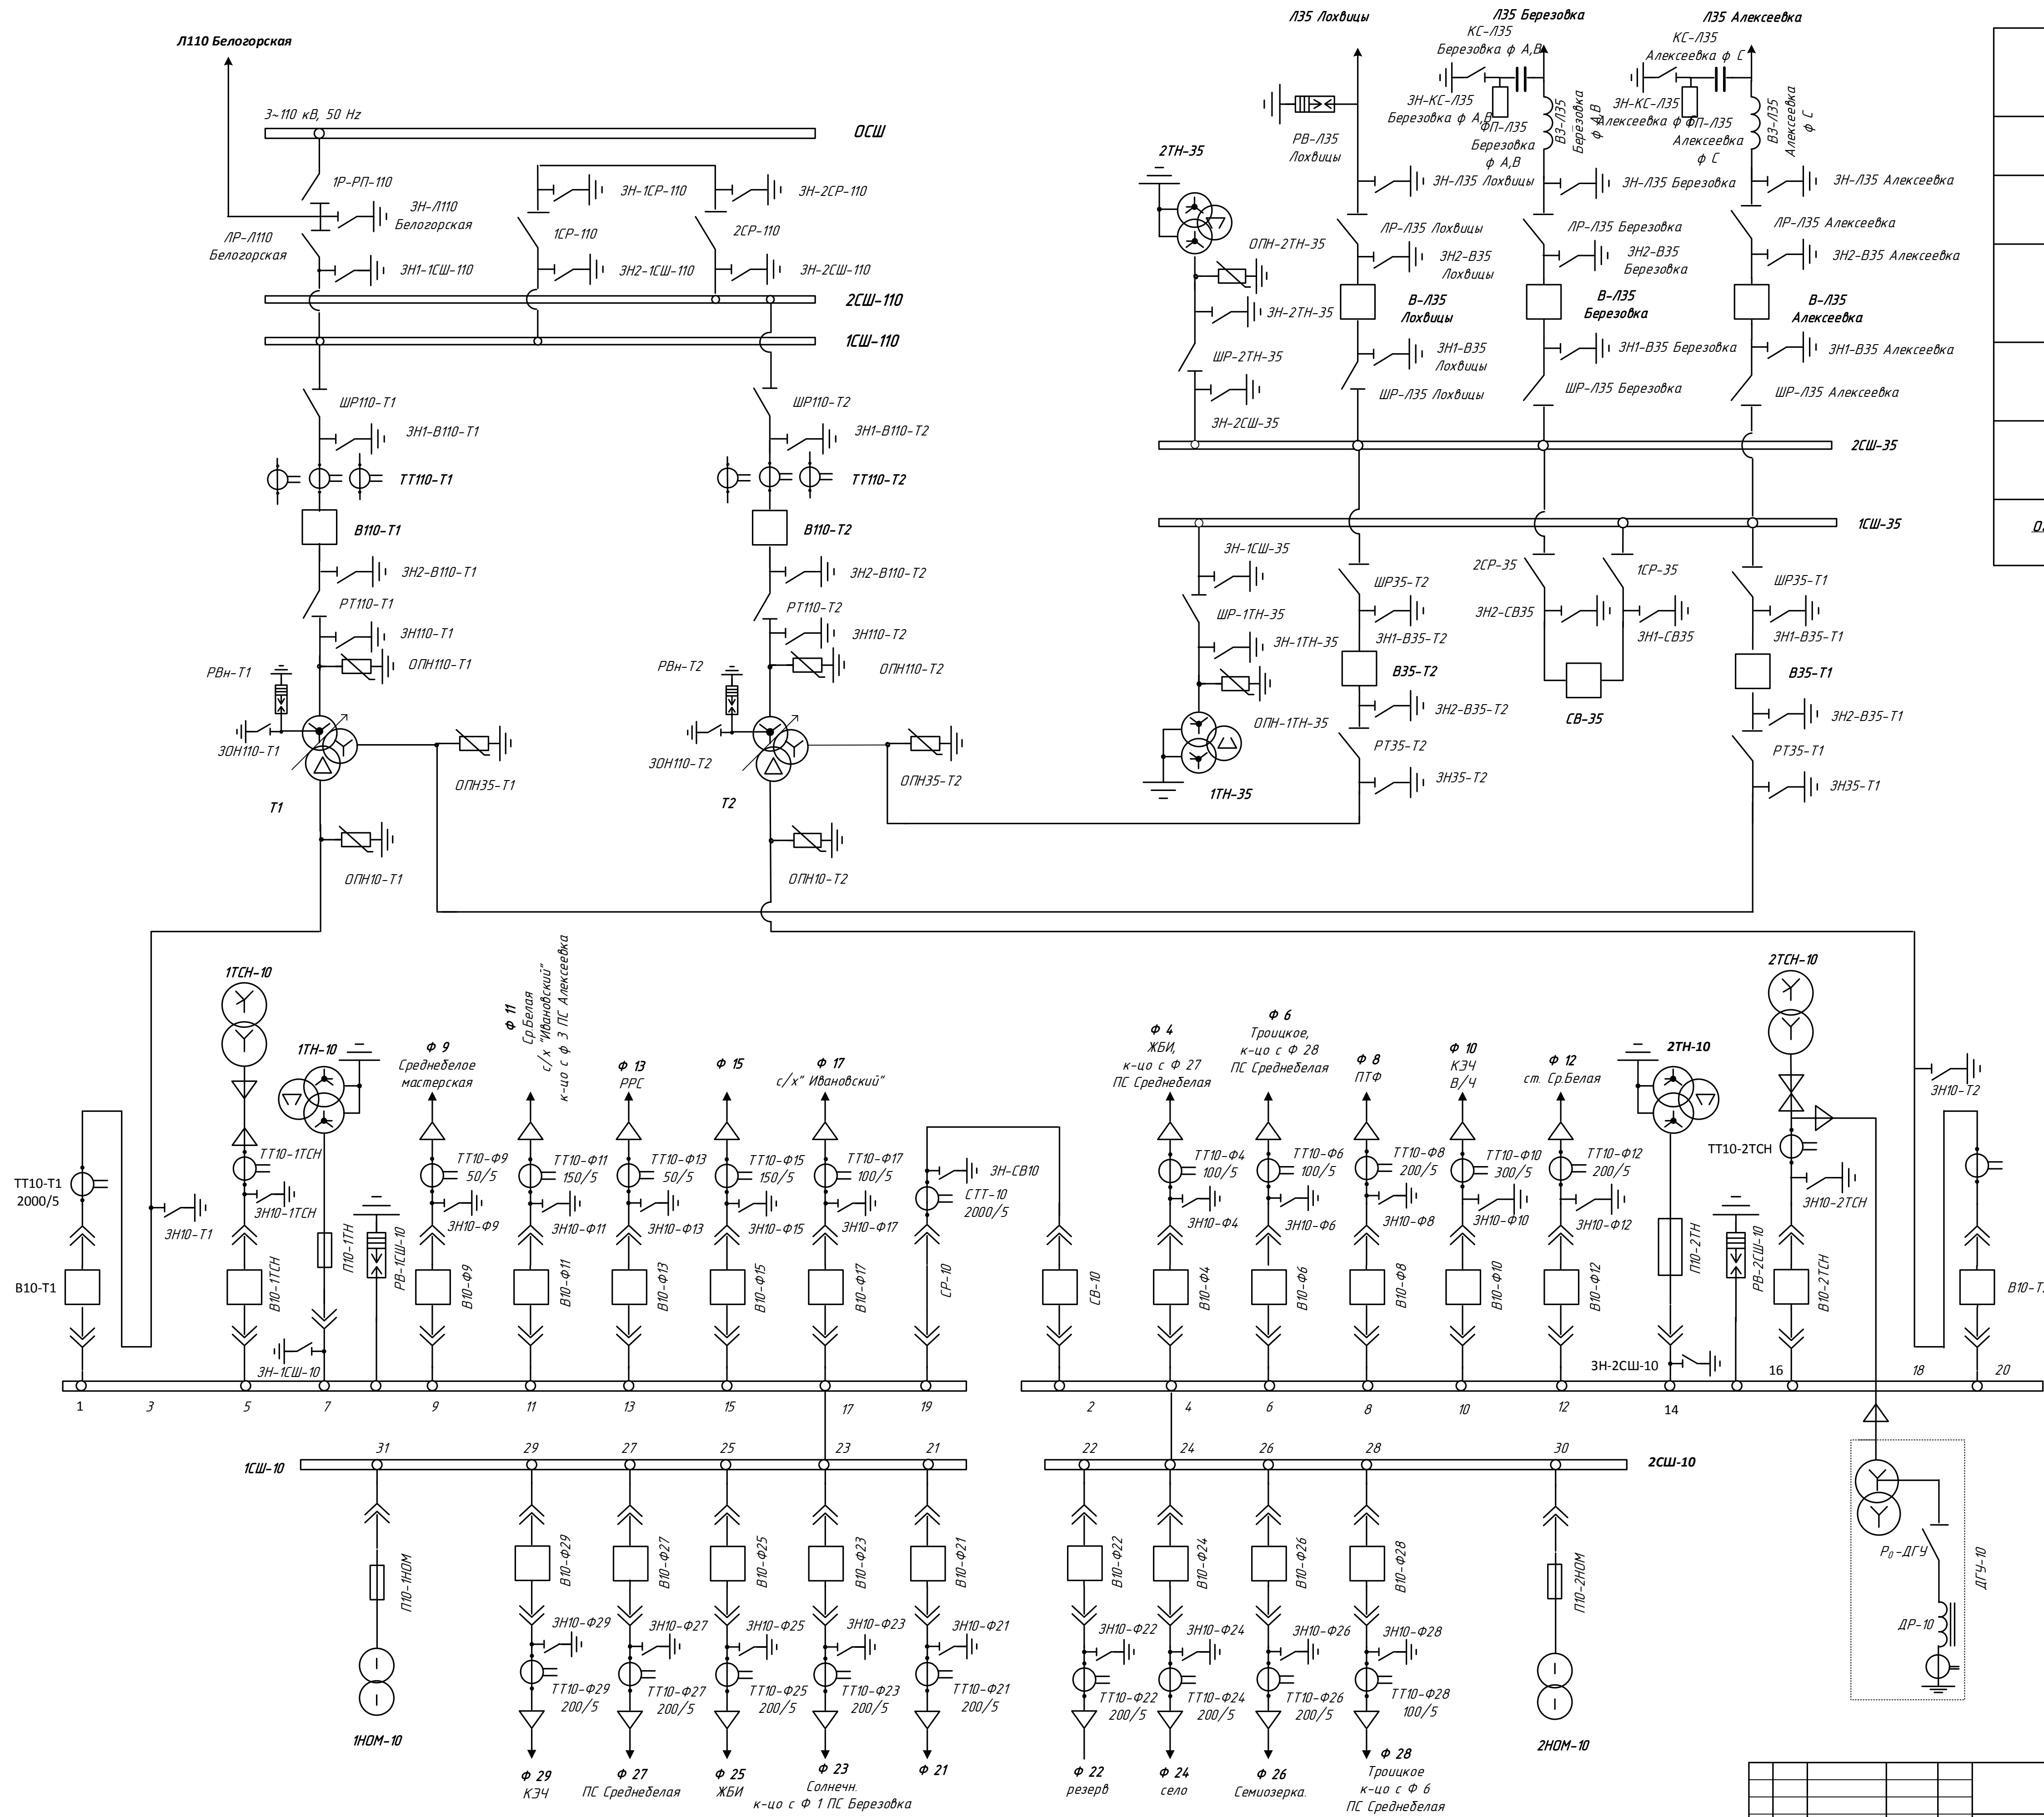 Л110 Белогорская
3~110 кВ, 50 Hz
ОСШ
1Р-РП-110
ЗН-Л110
Белогорская
ЛР-Л110
Белогорская
ЗН1-1СШ-110
ЗН-1СР-110
1СР-110
ЗН2-1СШ-110
ЗН-2СР-110
2СР-110
ЗН-2СШ-110
2СШ-110
1СШ-110
ШР110-Т1
ЗН1-В110-Т1
ТТ110-Т1
В110-Т1
ЗН2-В110-Т1
РТ110-Т1
ЗН110-Т1
ОПН110-Т1
РВн-Т1
ЗОН110-Т1
ОПН35-Т1
Т1
ОПН10-Т1
ШР110-Т2
ЗН1-В110-Т2
ТТ110-Т2
В110-Т2
ЗН2-В110-Т2
РТ110-Т2
ЗН110-Т2
ОПН110-Т2
РВн-Т2
ЗОН110-Т2
ОПН35-Т2
Т2
ОПН10-Т2
Л35 Лохвицы
РВ-Л35
Лохвицы
ЗН-Л35 Лохвицы
ЛР-Л35 Лохвицы
ЗН2-В35
Лохвицы
В-Л35
Лохвицы
ЗН1-В35
Лохвицы
ШР-Л35 Лохвицы
Л35 Березовка
КС-Л35
Березовка ф А,В
ЗН-КС-Л35
Березовка ф А,В
ФП-Л35
Березовка
ф А,В
ВЗ-Л35
Березовка
ф А,В
ЗН-Л35 Березовка
ЛР-Л35 Березовка
ЗН2-В35
Березовка
В-Л35
Березовка
ЗН1-В35 Березовка
ШР-Л35 Березовка
Л35 Алексеевка
КС-Л35
Алексеевка ф С
ЗН-КС-Л35
Алексеевка ф С
ФП-Л35
Алексеевка
ф С
ВЗ-Л35
Алексеевка
ф С
ЗН-Л35 Алексеевка
ЛР-Л35 Алексеевка
ЗН2-В35 Алексеевка
В-Л35
Алексеевка
ЗН1-В35 Алексеевка
ШР-Л35 Алексеевка
2ТН-35
ОПН-2ТН-35
ЗН-2ТН-35
ШР-2ТН-35
ЗН-2СШ-35
2СШ-35
1СШ-35
ЗН-1СШ-35
ШР-1ТН-35
ЗН-1ТН-35
ОПН-1ТН-35
1ТН-35
ШР35-Т2
ЗН1-В35-Т2
В35-Т2
ЗН2-В35-Т2
РТ35-Т2
ЗН35-Т2
2СР-35
1СР-35
ЗН2-СВ35
ЗН1-СВ35
СВ-35
ШР35-Т1
ЗН1-В35-Т1
В35-Т1
ЗН2-В35-Т1
РТ35-Т1
ЗН35-Т1
ТТ10-Т1
2000/5
В10-Т1
ЗН10-Т1
1ТСН-10
ТТ10-1ТСН
ЗН10-1ТСН
В10-1ТСН
1ТН-10
П10-1ТН
ЗН-1СШ-10
РВ-1СШ-10
Ф 9
Среднебелое
мастерская
ТТ10-Ф9
50/5
ЗН10-Ф9
В10-Ф9
Ф 11
Ср.Белая
с/х "Ивановский"
к-цо с ф 3 ПС Алексеевка
ТТ10-Ф11
150/5
ЗН10-Ф11
В10-Ф11
Ф 13
РРС
ТТ10-Ф13
50/5
ЗН10-Ф13
В10-Ф13
Ф 15
ТТ10-Ф15
150/5
ЗН10-Ф15
В10-Ф15
Ф 17
с/х" Ивановский"
ТТ10-Ф17
100/5
ЗН10-Ф17
В10-Ф17
ЗН-СВ10
СТТ-10
2000/5
СР-10
СВ-10
Ф 4
ЖБИ,
к-цо с Ф 27
ПС Среднебелая
ТТ10-Ф4
100/5
ЗН10-Ф4
В10-Ф4
Ф 6
Троицкое,
к-цо с Ф 28
ПС Среднебелая
ТТ10-Ф6
100/5
ЗН10-Ф6
В10-Ф6
Ф 8
ПТФ
ТТ10-Ф8
200/5
ЗН10-Ф8
В10-Ф8
Ф 10
КЭЧ
В/Ч
ТТ10-Ф10
300/5
ЗН10-Ф10
В10-Ф10
Ф 12
ст. Ср.Белая
ТТ10-Ф12
200/5
ЗН10-Ф12
В10-Ф12
2ТН-10
П10-2ТН
ЗН-2СШ-10
РВ-2СШ-10
2ТСН-10
ТТ10-2ТСН
ЗН10-2ТСН
В10-2ТСН
ЗН10-Т2
16
18
20
1
3
5
7
9
11
13
15
17
19
2
4
6
8
10
12
14
31
29
27
25
23
21
22
24
26
28
30
1СШ-10
2СШ-10
П10-1НОМ
1НОМ-10
В10-Ф29
ЗН10-Ф29
ТТ10-Ф29
200/5
Ф 29
КЭЧ
В10-Ф27
ЗН10-Ф27
ТТ10-Ф27
200/5
Ф 27
ПС Среднебелая
В10-Ф25
ЗН10-Ф25
ТТ10-Ф25
200/5
Ф 25
ЖБИ
В10-Ф23
ЗН10-Ф23
ТТ10-Ф23
200/5
Ф 23
Солнечн.
к-цо с Ф 1 ПС Березовка
В10-Ф21
ЗН10-Ф21
ТТ10-Ф21
200/5
Ф 21
В10-Ф22
ЗН10-Ф22
ТТ10-Ф22
200/5
Ф 22
резерв
В10-Ф24
ЗН10-Ф24
ТТ10-Ф24
200/5
Ф 24
село
В10-Ф26
ЗН10-Ф26
ТТ10-Ф26
200/5
Ф 26
Семиозерка.
В10-Ф28
ЗН10-Ф28
ТТ10-Ф28
100/5
Ф 28
Троицкое
к-цо с Ф 6
ПС Среднебелая
П10-2НОМ
2НОМ-10
Р0-ДГУ
ДР-10
ДГУ-10